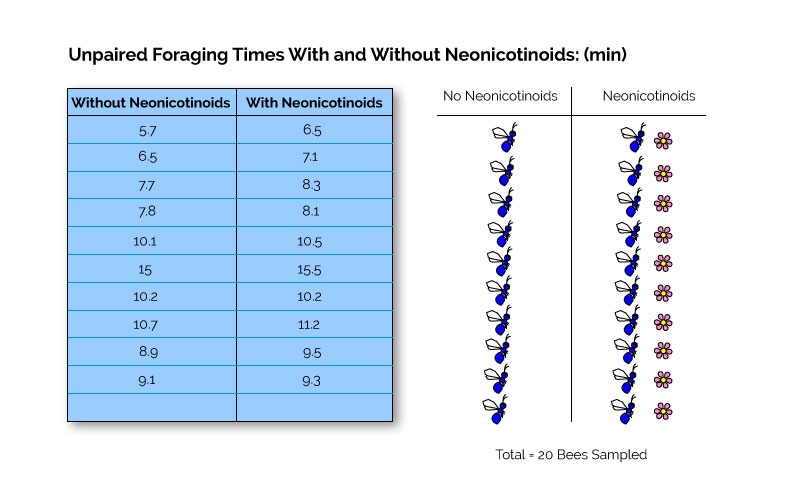 Unpaired Foraging Times With and Without Neonicotinoids: (min)
Without Neonicotinoids With Neonicotinoids
5.7 6.5
6.5 7.1
7.7 8.3
7.8 8.1
10.1 10.5
15 15.5
10.2 10.2
10.7 11.2
8.9 9.5
9.1 9.3
No Neonicotinoids Neonicotinoids
Total = 20 Bees Sampled